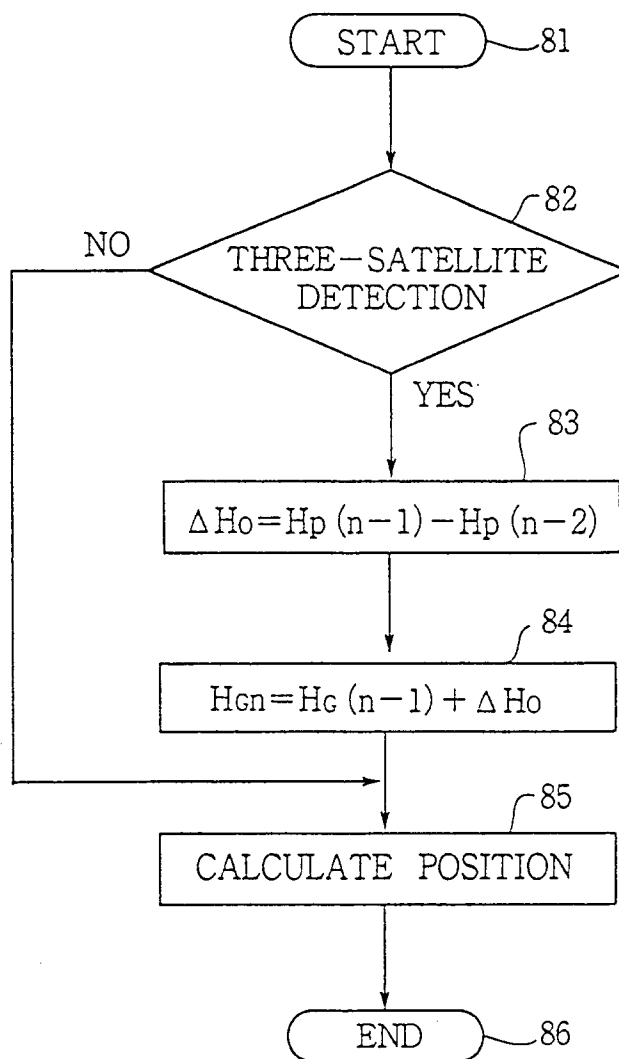 START
81
82
NO
THREE-SATELLITE
DETECTION
YES
83
ΔHo=Hp(n-1)-Hp(n-2)
84
HGn=HG(n-1)+ΔHo
85
CALCULATE POSITION
END
86